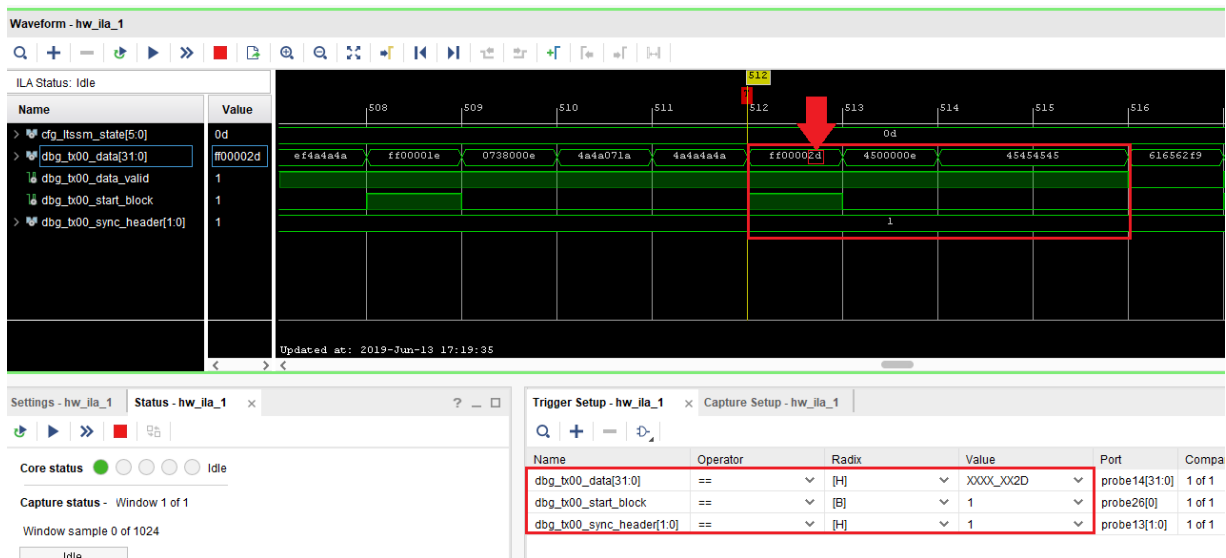 Waveform - hw_ila_1
ILA Status: Idle
512
Name Value
508 509 510 511 512 513 514 515 516
cfg_ltssm_state[5:0] 0d 0d
dbg_tx00_data[31:0] ff00002d ef4a4a4a ff00001e 0738000e 4a4a071a 4a4a4a4a ff00002d 4500000e 45454545 616562f9
dbg_tx00_data_valid 1
dbg_tx00_start_block 1
dbg_tx00_sync_header[1:0] 1 1
Updated at: 2019-Jun-13 17:19:35
Settings - hw_ila_1 Status - hw_ila_1
Core status Idle
Capture status - Window 1 of 1
Window sample 0 of 1024
Idle
Trigger Setup - hw_ila_1 Capture Setup - hw_ila_1
Name Operator Radix Value Port Compa
dbg_tx00_data[31:0] == [H] XXXX_XX2D probe14[31:0] 1 of 1
dbg_tx00_start_block == [B] 1 probe26[0] 1 of 1
dbg_tx00_sync_header[1:0] == [H] 1 probe13[1:0] 1 of 1